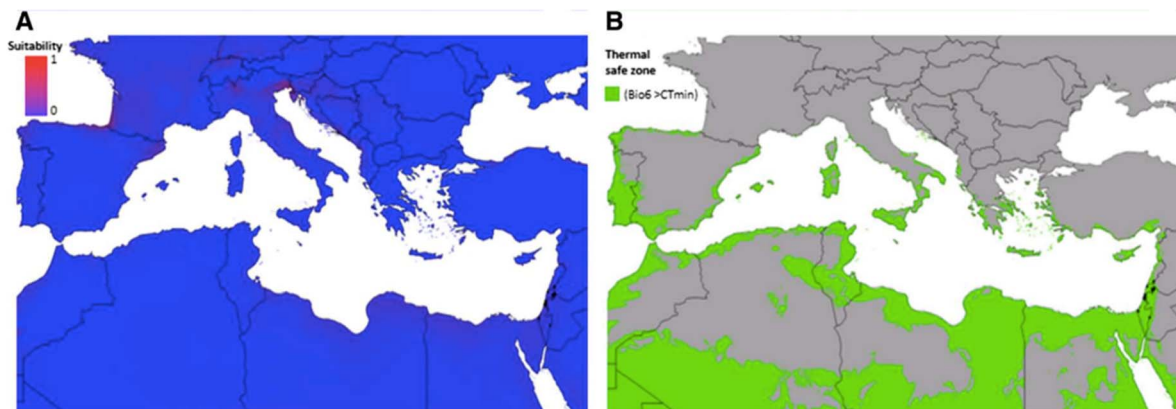 A
Suitability
1
0
B
Thermal
safe zone
(Bio6 >CTmin)